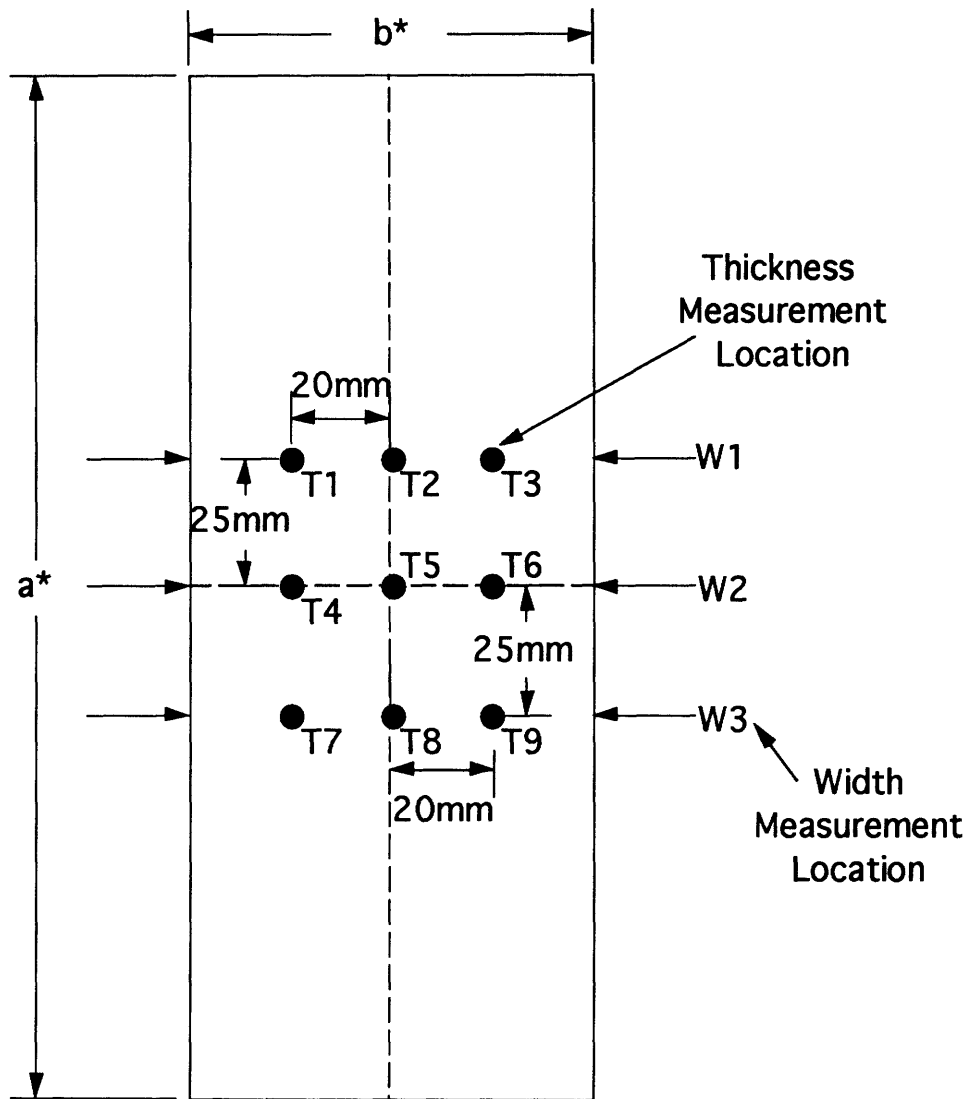 b*
Thickness
Measurement
Location
20mm
W1
T1 T2 T3
25mm
a*
T5 T6
T4
W2
25mm
W3
T7 T8 T9
20mm
Width
Measurement
Location